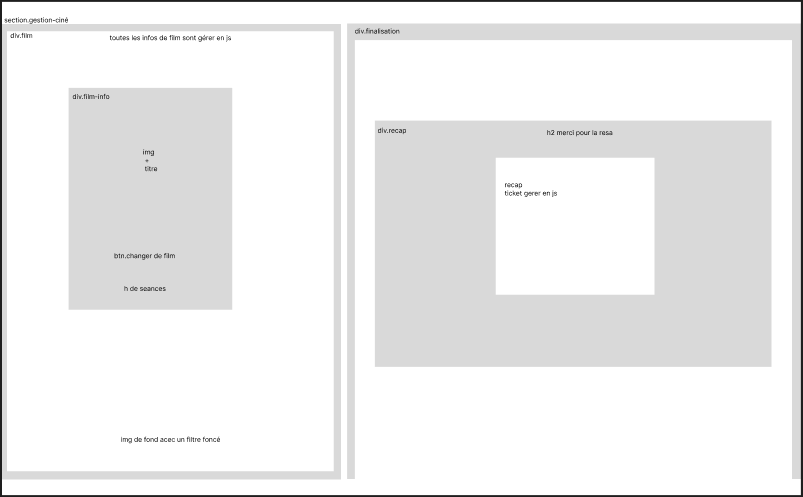 section.gestion-ciné
div.film
toutes les infos de film sont gérer en js
div.film-info
img
+
titre
btn.changer de film
h de seances
img de fond acec un filtre foncé
div.finalisation
div.recap
h2 merci pour la resa
recap
ticket gerer en js